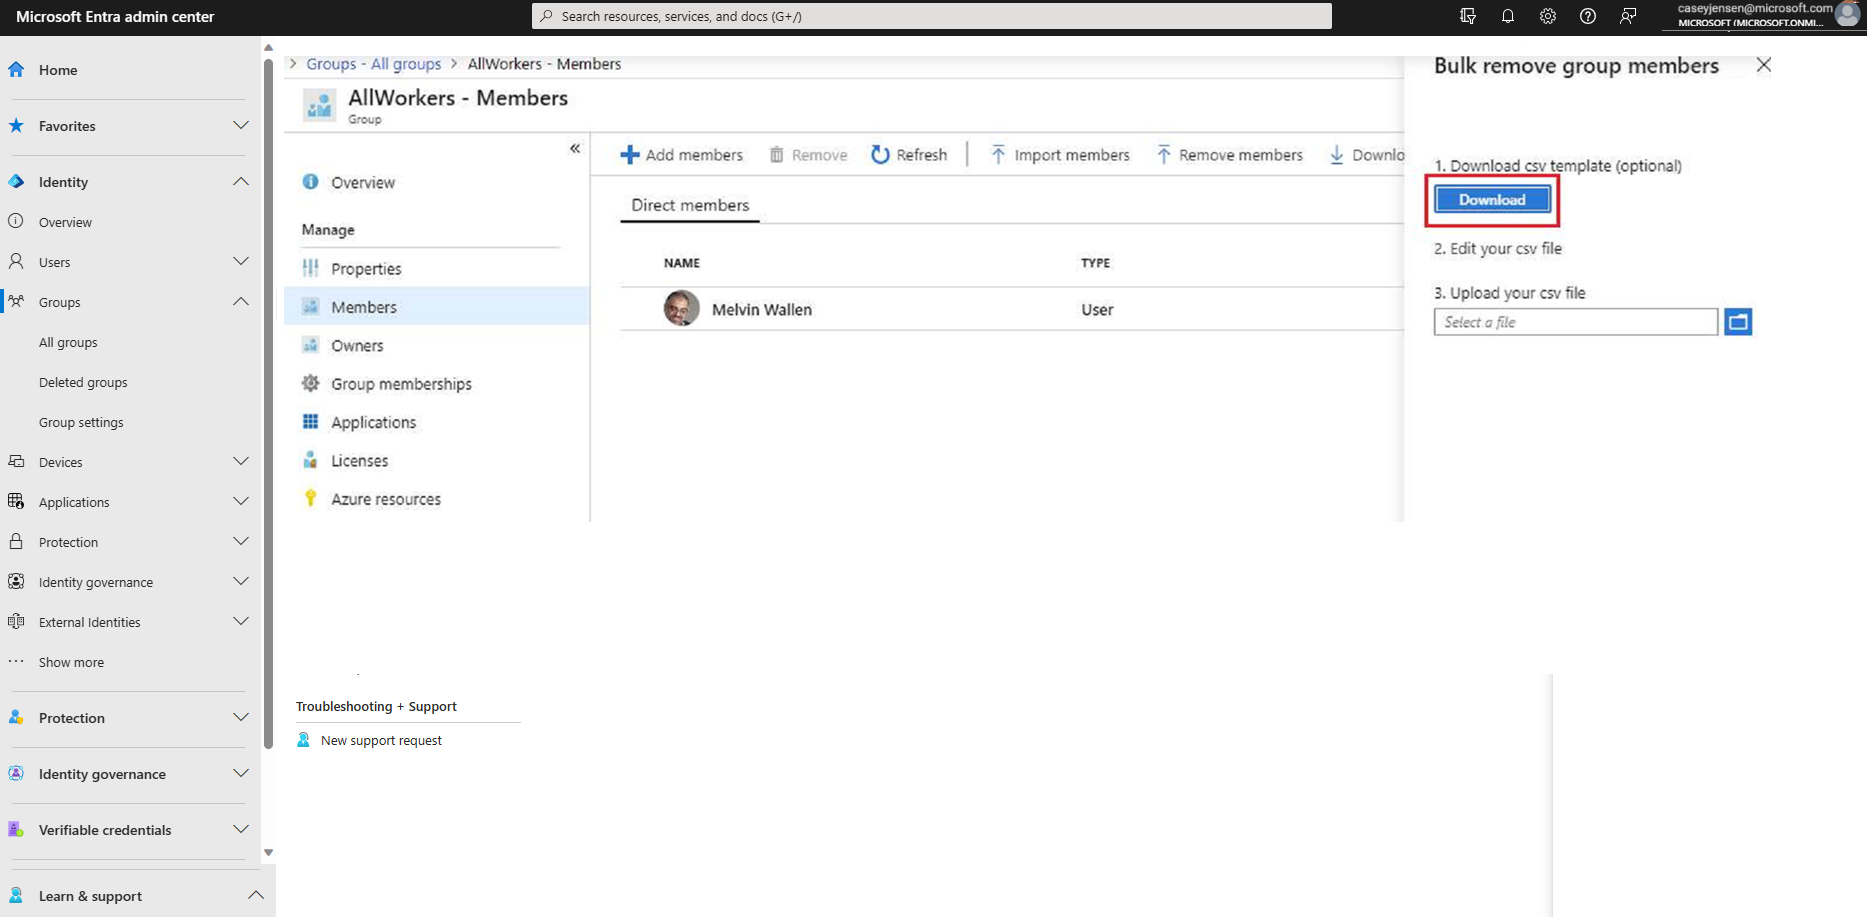 Microsoft Entra admin center
Search resources, services, and docs (G+/)
caseyjensen@microsoft.com
MICROSOFT (MICROSOFT.ONMI...
Home
Favorites
Identity
Overview
Users
Groups
All groups
Deleted groups
Group settings
Devices
Applications
Protection
Identity governance
External Identities
Show more
Protection
Identity governance
Verifiable credentials
Learn & support
Groups - All groups > AllWorkers - Members
AllWorkers - Members
Group
Overview
Manage
Properties
Members
Owners
Group memberships
Applications
Licenses
Azure resources
Troubleshooting + Support
New support request
Add members Remove Refresh Import members Remove members Downlo
Direct members
NAME TYPE
Melvin Wallen User
Bulk remove group members
1. Download csv template (optional)
Download
2. Edit your csv file
3. Upload your csv file
Select a file